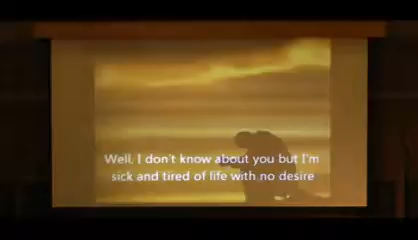 Well, I don't know about you but I'm
sick and tired of life with no desire